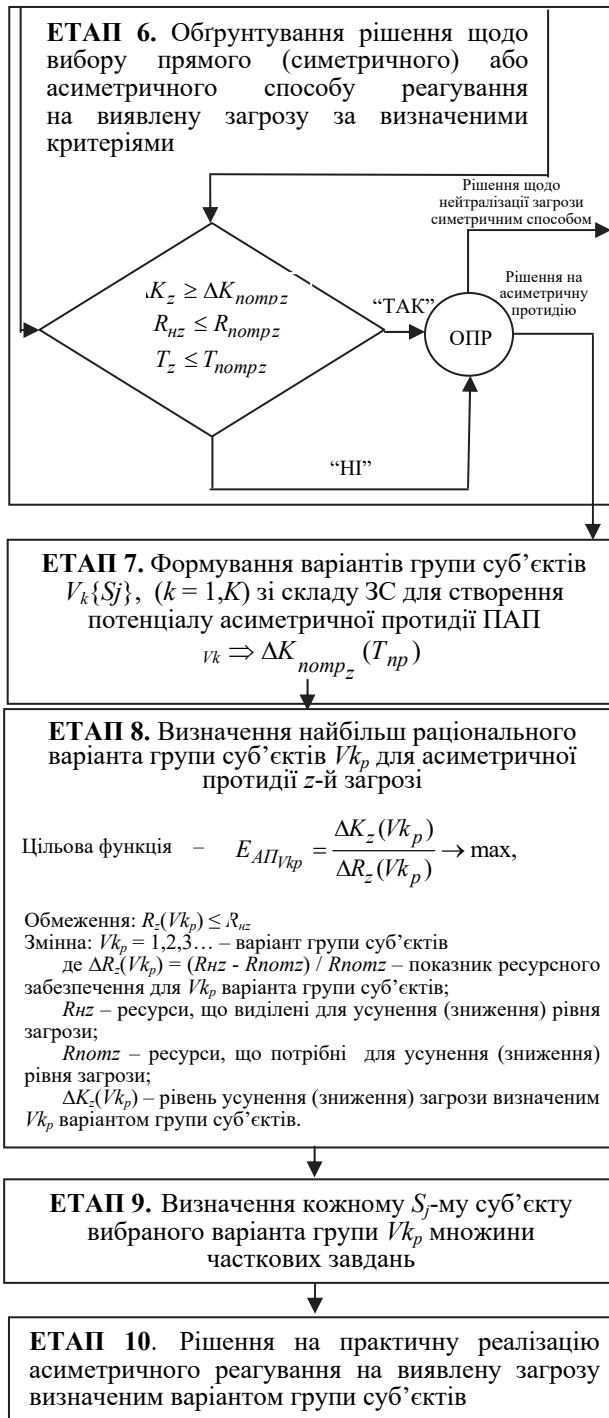 ЕТАП 6. Обґрунтування рішення щодо
вибору прямого (симетричного) або
асиметричного способу реагування
на виявлену загрозу за визначеними
критеріями
Рішення щодо
нейтралізації загрози
симетричним способом
K_z ≥ ΔK_потрz
R_нz ≤ R_потрz
T_z ≤ T_потрz
“ТАК”
ОПР
Рішення на
асиметричну
протидію
“НІ”
ЕТАП 7. Формування варіантів групи суб’єктів
V_k{Sj}, (k = 1,K) зі складу ЗС для створення
потенціалу асиметричної протидії ПАП
Vk ⇒ ΔK_потр_z (T_пр)
ЕТАП 8. Визначення найбільш раціонального
варіанта групи суб’єктів Vk_p для асиметричної
протидії z-й загрозі
Цільова функція – E_АП_Vkp = ΔK_z(Vk_p) / ΔR_z(Vk_p) → max,
Обмеження: R_z(Vk_p) ≤ R_нz
Змінна: Vk_p = 1,2,3… – варіант групи суб’єктів
де ΔR_z(Vk_p) = (Rнz - Rпотz) / Rпотz – показник ресурсного
забезпечення для Vk_p варіанта групи суб’єктів;
Rнz – ресурси, що виділені для усунення (зниження) рівня
загрози;
Rпотz – ресурси, що потрібні для усунення (зниження)
рівня загрози;
ΔK_z(Vk_p) – рівень усунення (зниження) загрози визначеним
Vk_p варіантом групи суб’єктів.
ЕТАП 9. Визначення кожному S_j-му суб’єкту
вибраного варіанта групи Vk_p множини
часткових завдань
ЕТАП 10. Рішення на практичну реалізацію
асиметричного реагування на виявлену загрозу
визначеним варіантом групи суб’єктів